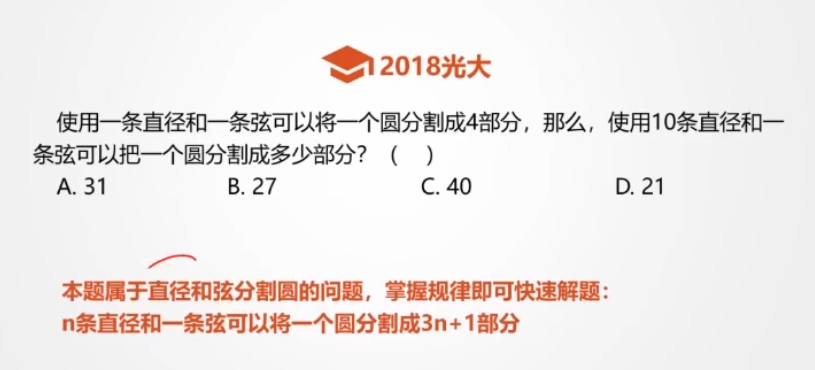 2018光大
使用一条直径和一条弦可以将一个圆分割成4部分，那么，使用10条直径和一
条弦可以把一个圆分割成多少部分？（ ）
A. 31 B. 27 C. 40 D. 21
本题属于直径和弦分割圆的问题，掌握规律即可快速解题：
n条直径和一条弦可以将一个圆分割成3n+1部分